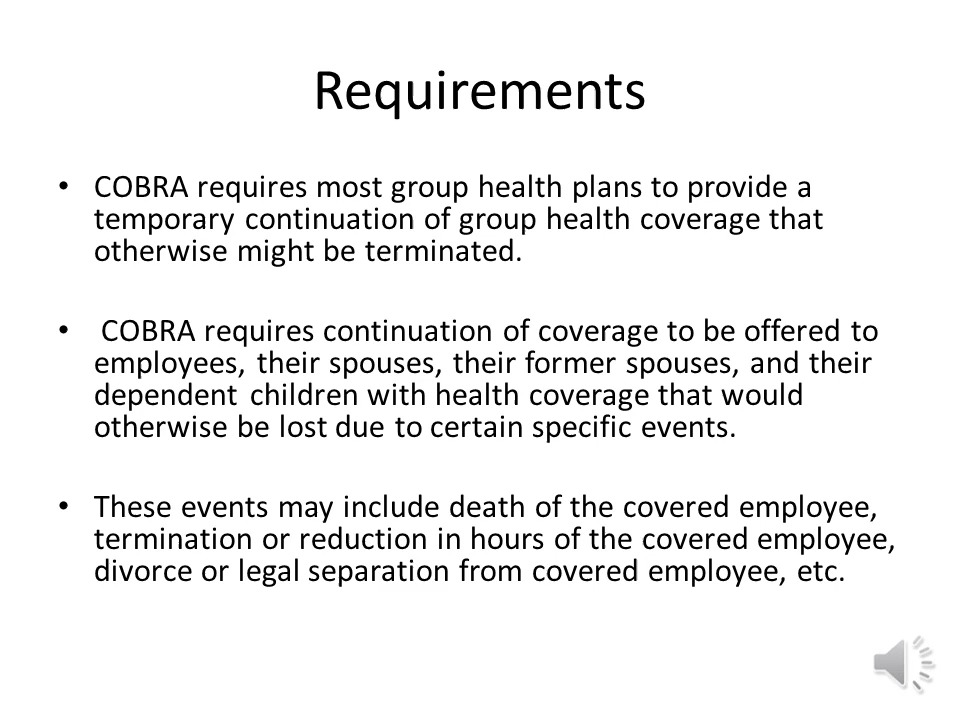 Requirements
• COBRA requires most group health plans to provide a
temporary continuation of group health coverage that
otherwise might be terminated.
• COBRA requires continuation of coverage to be offered to
employees, their spouses, their former spouses, and their
dependent children with health coverage that would
otherwise be lost due to certain specific events.
• These events may include death of the covered employee,
termination or reduction in hours of the covered employee,
divorce or legal separation from covered employee, etc.